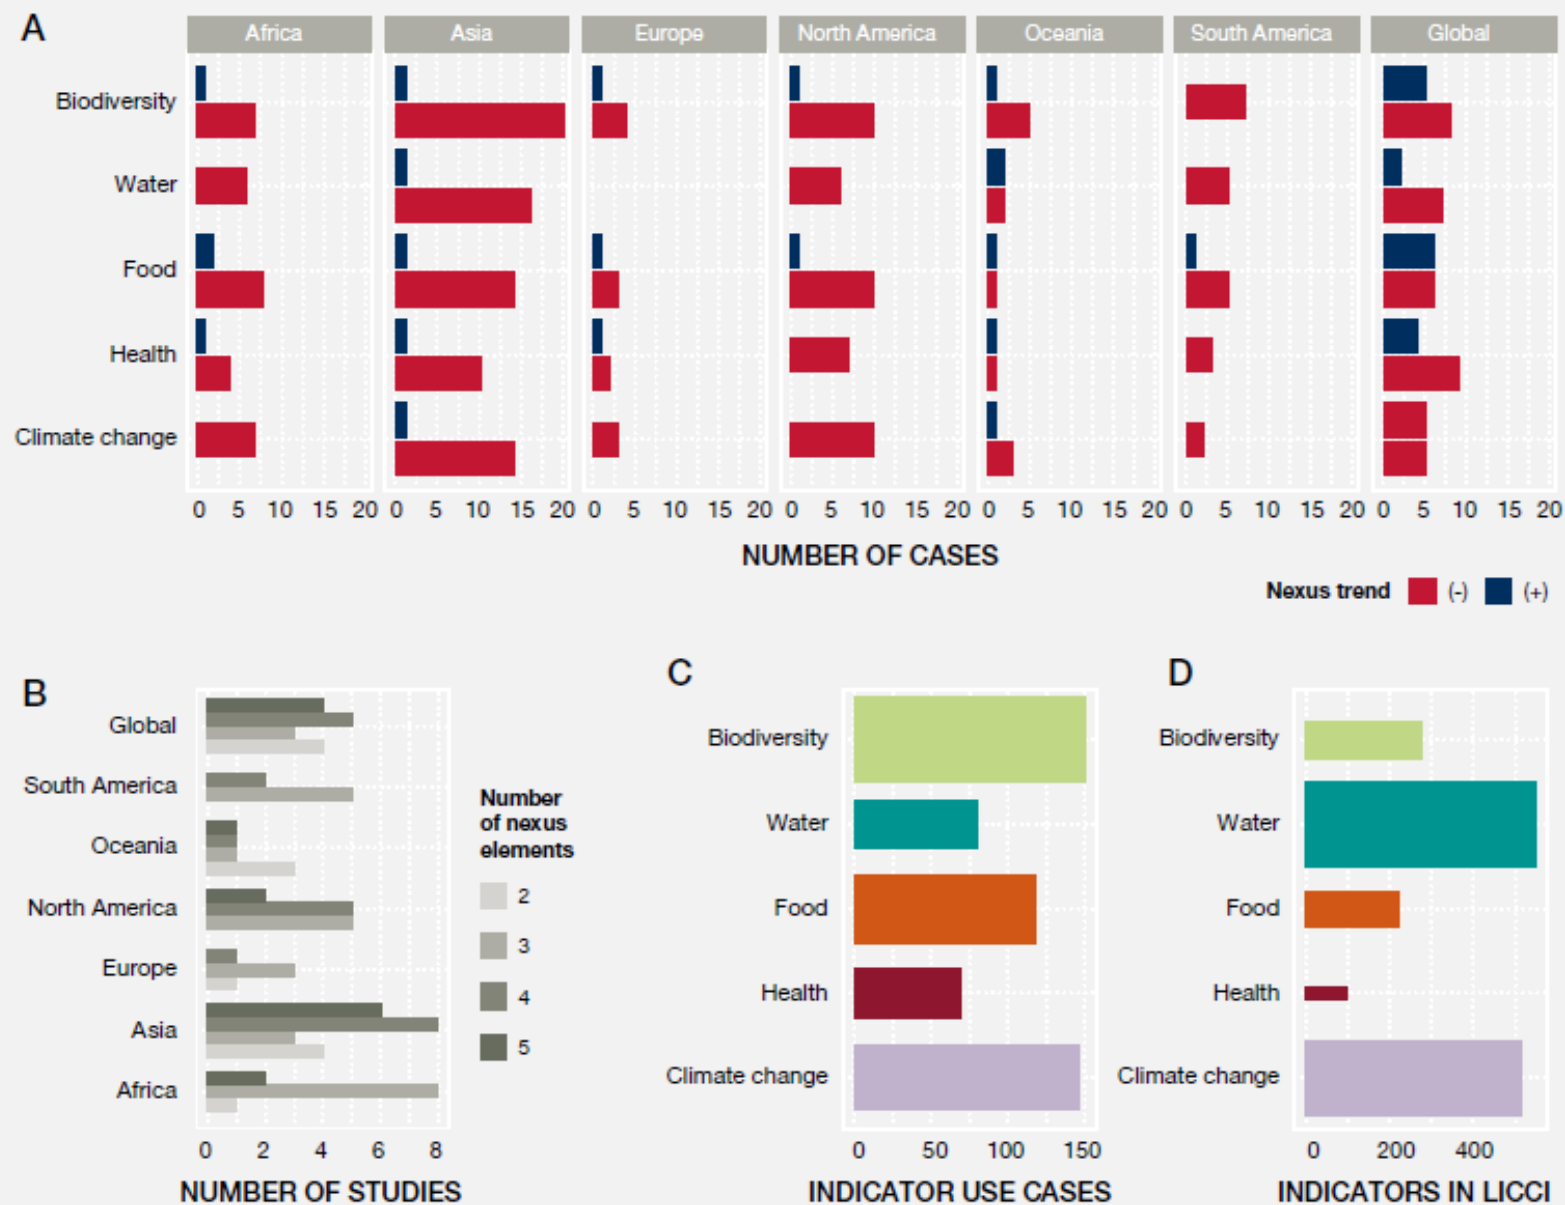 A
Africa Asia Europe North America Oceania South America Global
Biodiversity
Water
Food
Health
Climate change
0 5 10 15 20 0 5 10 15 20 0 5 10 15 20 0 5 10 15 20 0 5 10 15 20 0 5 10 15 20 0 5 10 15 20
NUMBER OF CASES
Nexus trend (-) (+)
B
Global
South America
Oceania
North America
Europe
Asia
Africa
0 2 4 6 8
NUMBER OF STUDIES
Number
of nexus
elements
2
3
4
5
C
Biodiversity
Water
Food
Health
Climate change
0 50 100 150
INDICATOR USE CASES
D
Biodiversity
Water
Food
Health
Climate change
0 200 400
INDICATORS IN LICCI